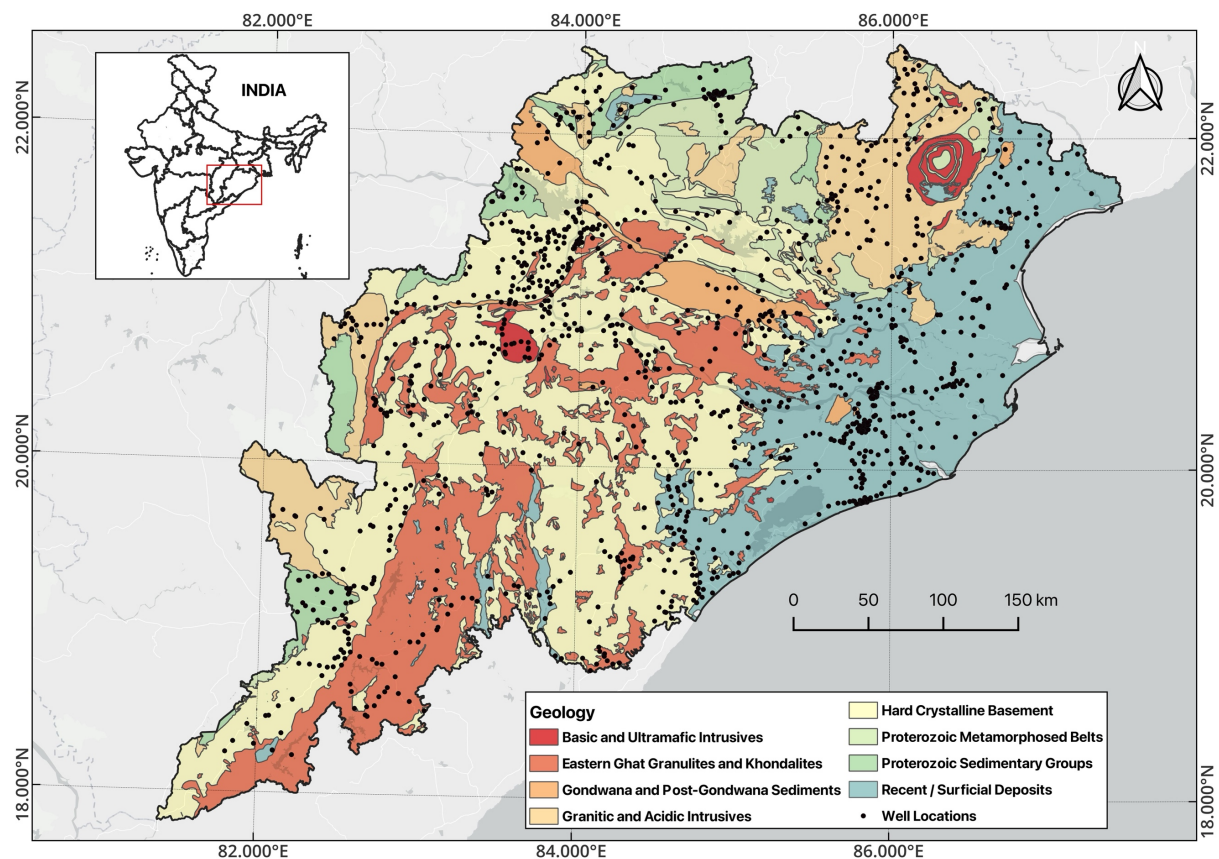 82.000°E 84.000°E 86.000°E
INDIA
N
22.000°N 22.000°N
20.000°N 20.000°N
18.000°N 18.000°N
0 50 100 150 km
Geology
Basic and Ultramafic Intrusives
Eastern Ghat Granulites and Khondalites
Gondwana and Post-Gondwana Sediments
Granitic and Acidic Intrusives
Hard Crystalline Basement
Proterozoic Metamorphosed Belts
Proterozoic Sedimentary Groups
Recent / Surficial Deposits
Well Locations
82.000°E 84.000°E 86.000°E